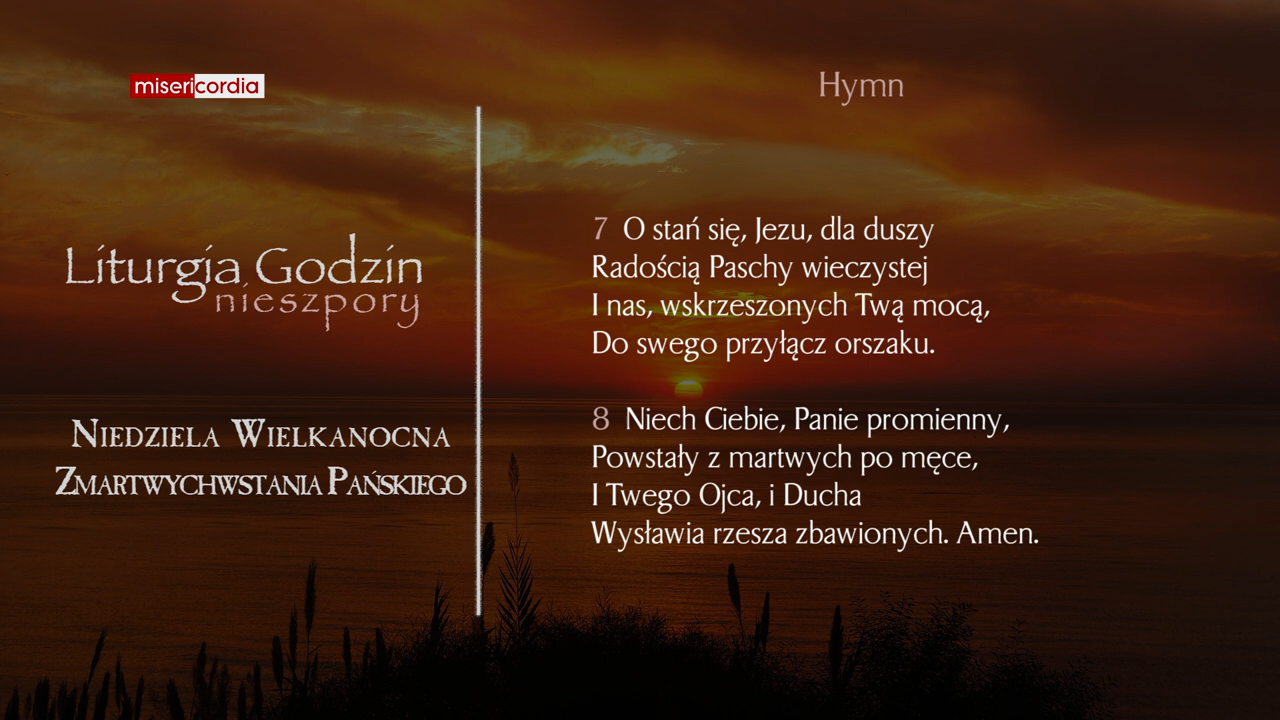 misericordia
Hymn
Liturgia Godzin
nieszpory
Niedziela Wielkanocna
Zmartwychwstania Pańskiego
7 O stań się, Jezu, dla duszy
Radością Paschy wieczystej
I nas, wskrzeszonych Twą mocą,
Do swego przyłącz orszaku.
8 Niech Ciebie, Panie promienny,
Powstały z martwych po męce,
I Twego Ojca, i Ducha
Wysławia rzesza zbawionych. Amen.